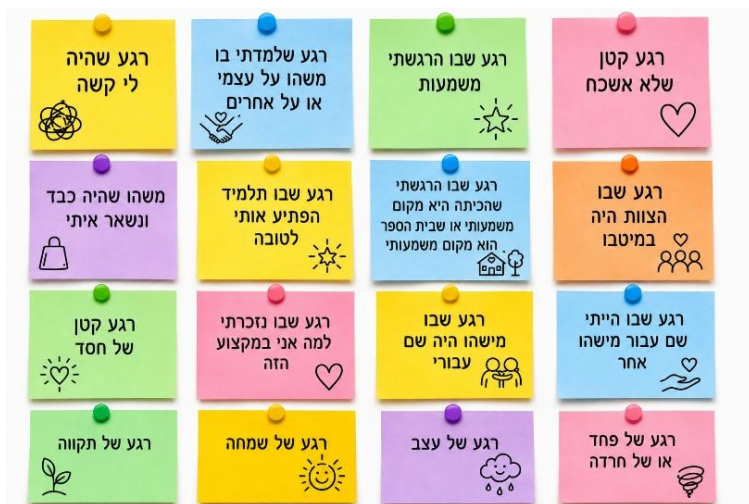 רגע קטן
שלא אשכח
רגע שבו הרגשתי
משמעות
רגע שלמדתי בו
משהו על עצמי
או על אחרים
רגע שהיה
לי קשה
רגע שבו
הצוות היה
במיטבו
רגע שבו הרגשתי
שהכיתה היא מקום
משמעותי או שבית הספר
הוא מקום משמעותי
רגע שבו תלמיד
הפתיע אותי
לטובה
משהו שהיה כבד
ונשאר איתי
רגע שבו הייתי
שם עבור מישהו
אחר
רגע שבו
מישהו היה שם
עבורי
רגע שבו נזכרתי
למה אני במקצוע
הזה
רגע קטן
של חסד
רגע של פחד
או של חרדה
רגע של עצב
רגע של שמחה
רגע של תקווה